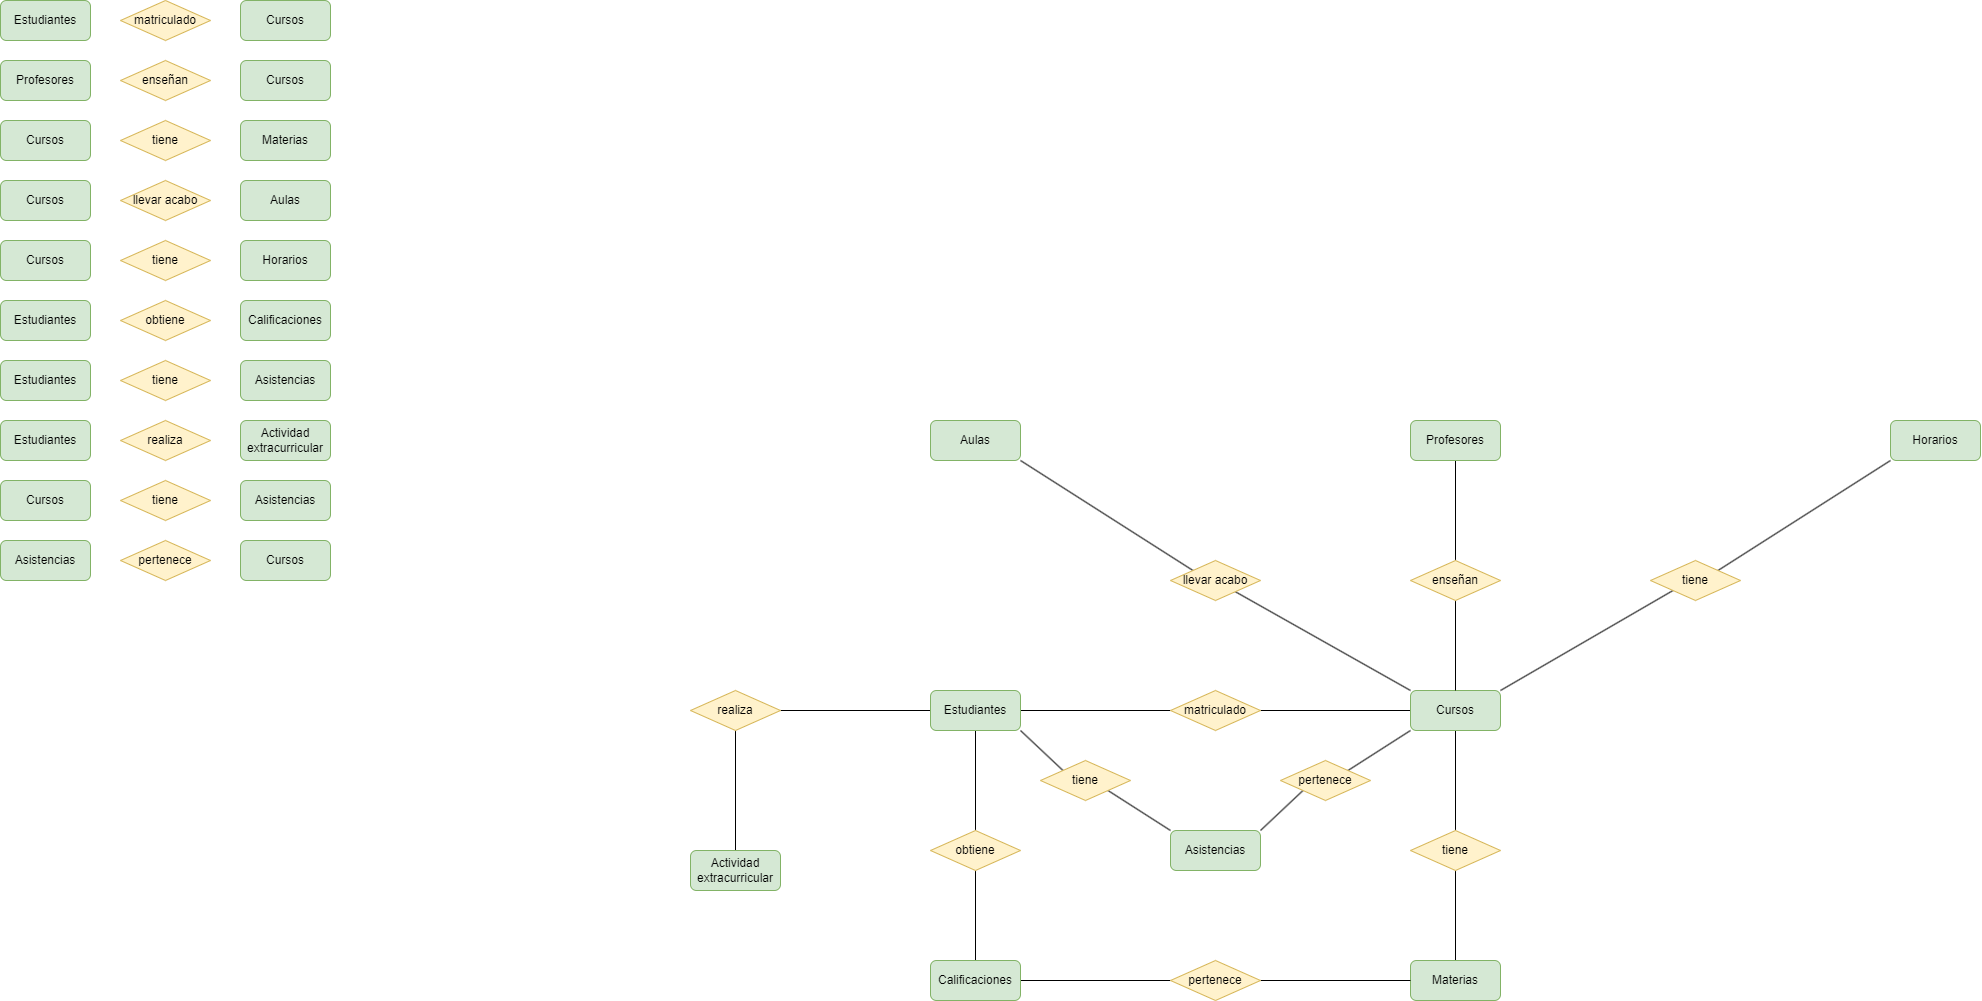 Estudiantes matriculado Cursos
Profesores enseñan Cursos
Cursos tiene Materias
Cursos llevar acabo Aulas
Cursos tiene Horarios
Estudiantes obtiene Calificaciones
Estudiantes tiene Asistencias
Estudiantes realiza Actividad
extracurricular
Cursos tiene Asistencias
Asistencias pertenece Cursos
Aulas Profesores Horarios
llevar acabo enseñan tiene
realiza Estudiantes matriculado Cursos
tiene pertenece
obtiene Asistencias tiene
Actividad
extracurricular
Calificaciones pertenece Materias